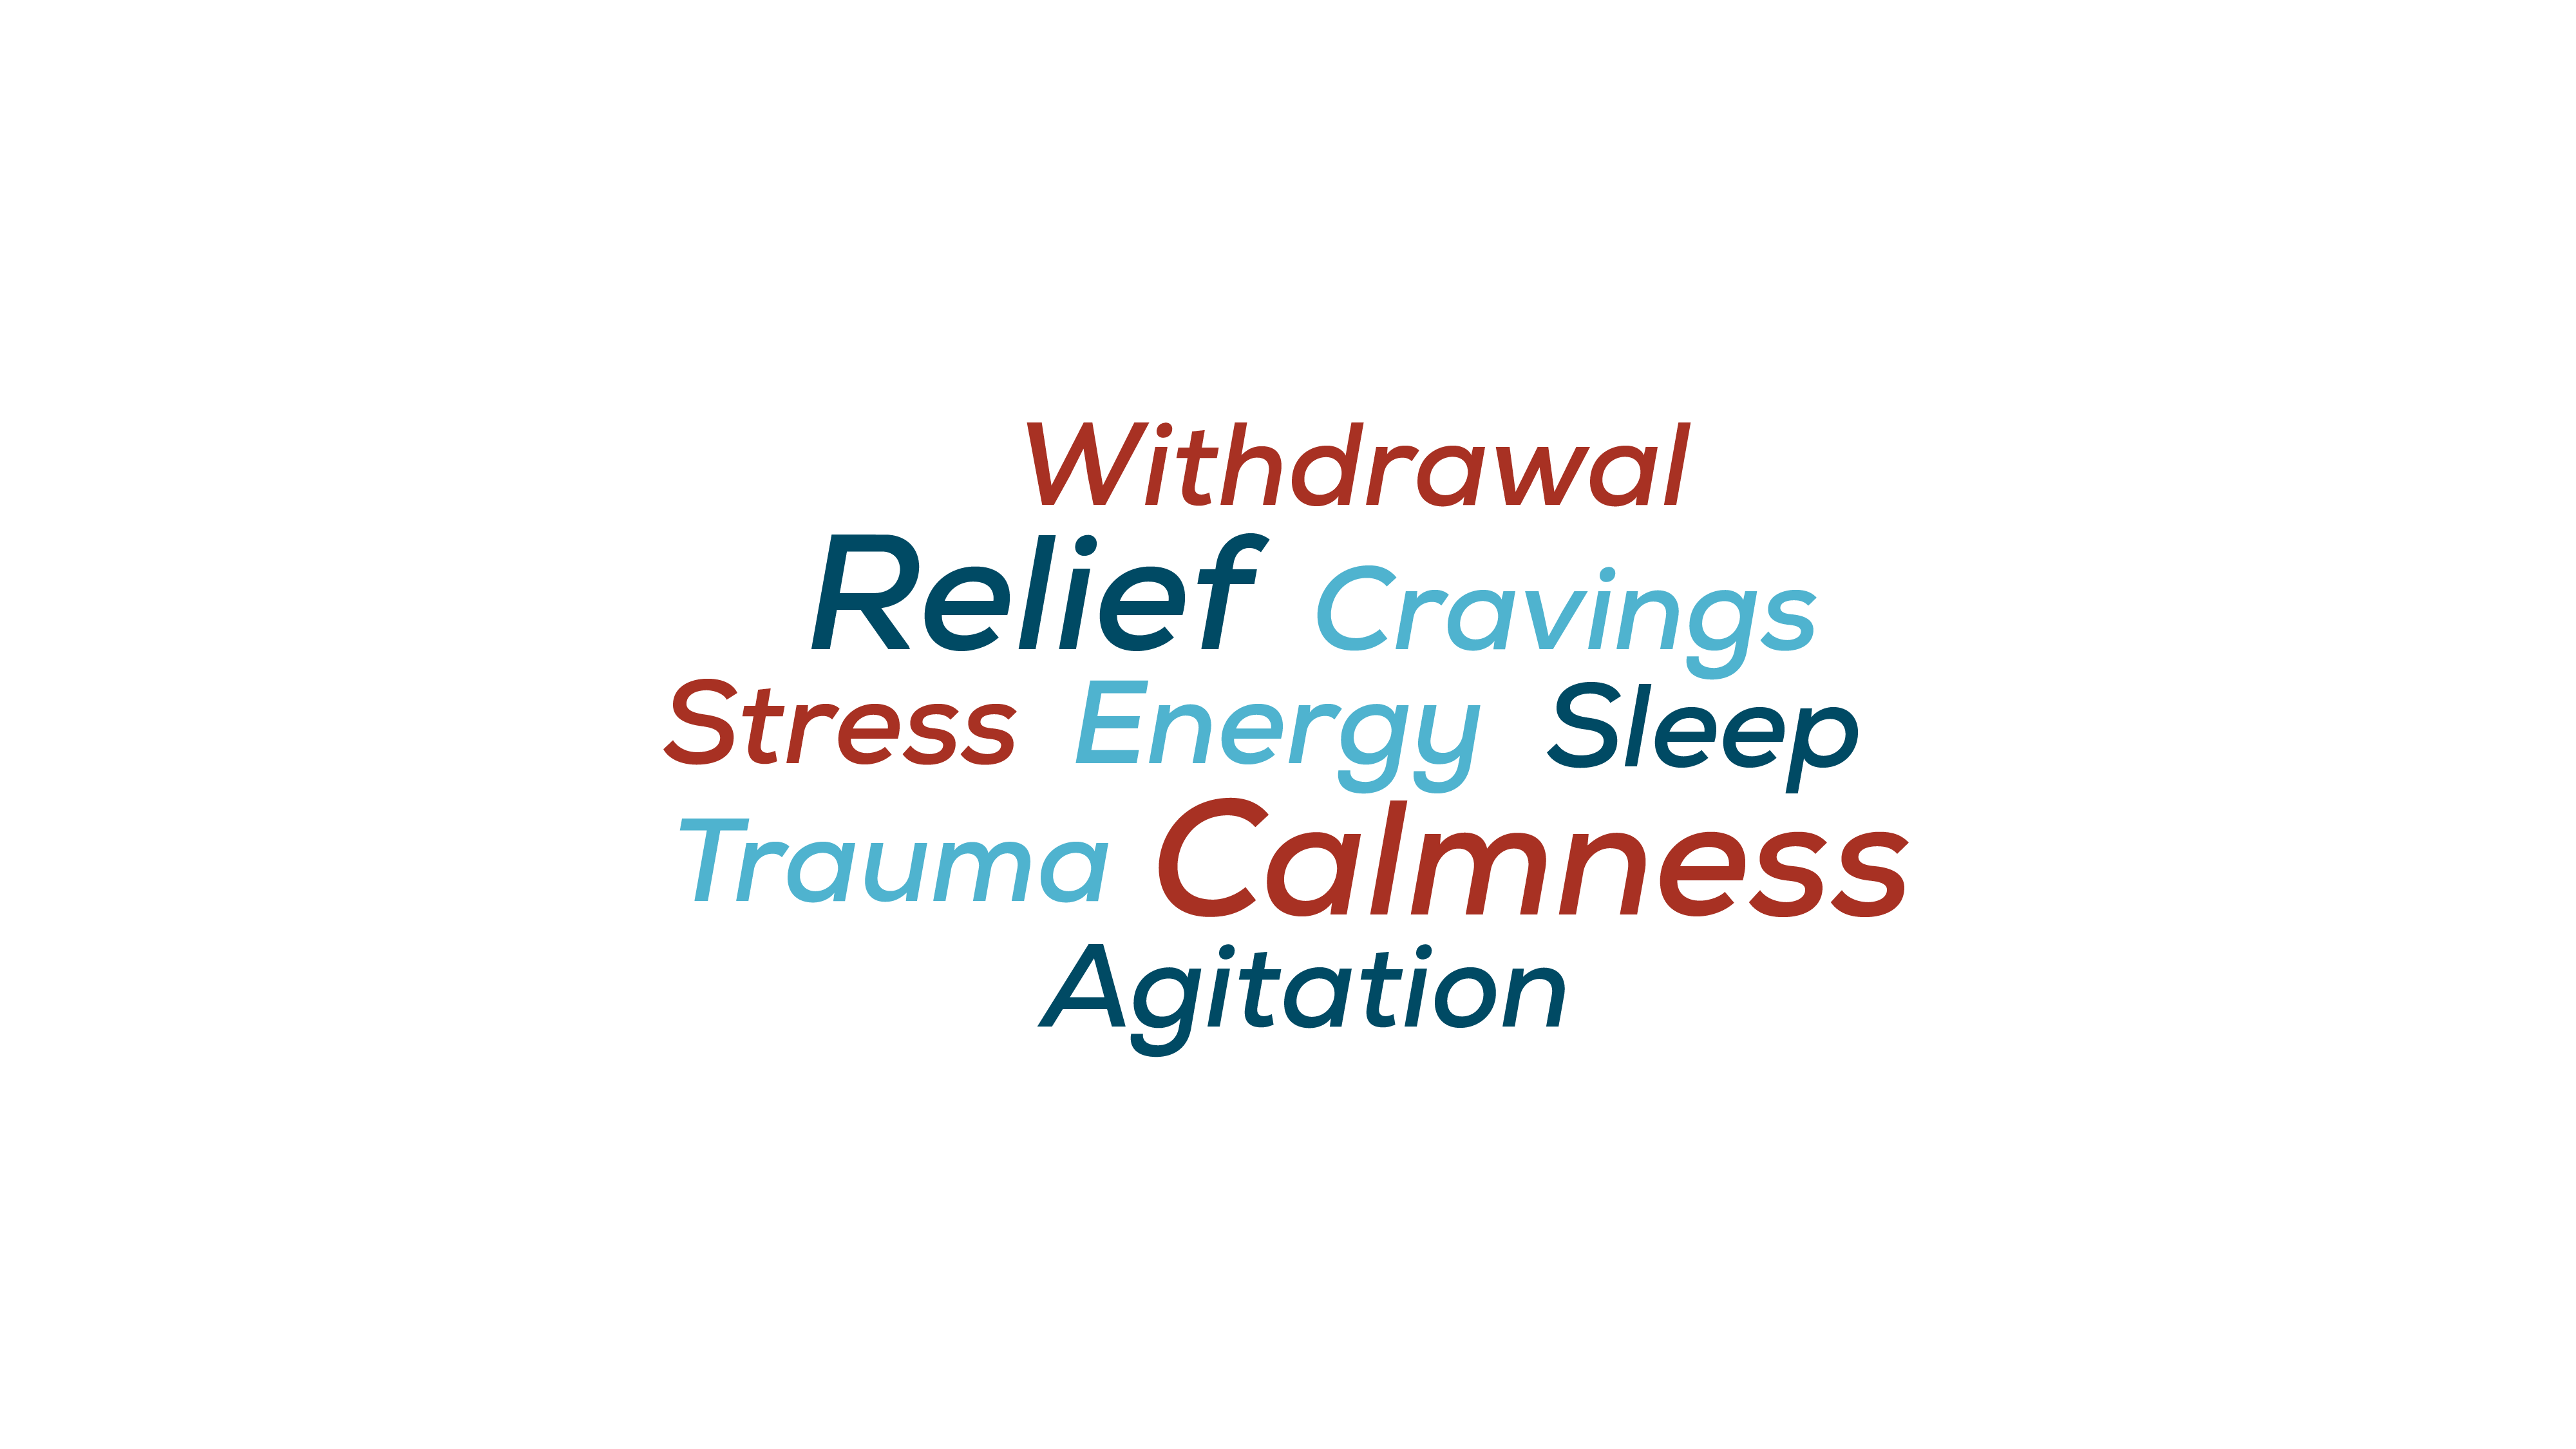 Withdrawal
Relief Cravings
Stress Energy Sleep
Trauma Calmness
Agitation